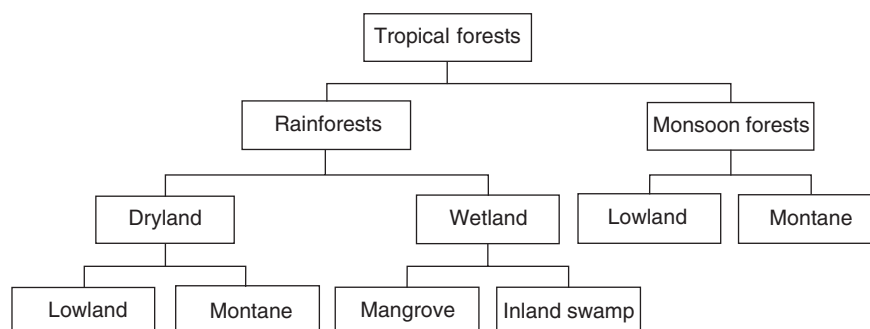 Tropical forests
Rainforests
Monsoon forests
Dryland
Wetland
Lowland
Montane
Lowland
Montane
Mangrove
Inland swamp